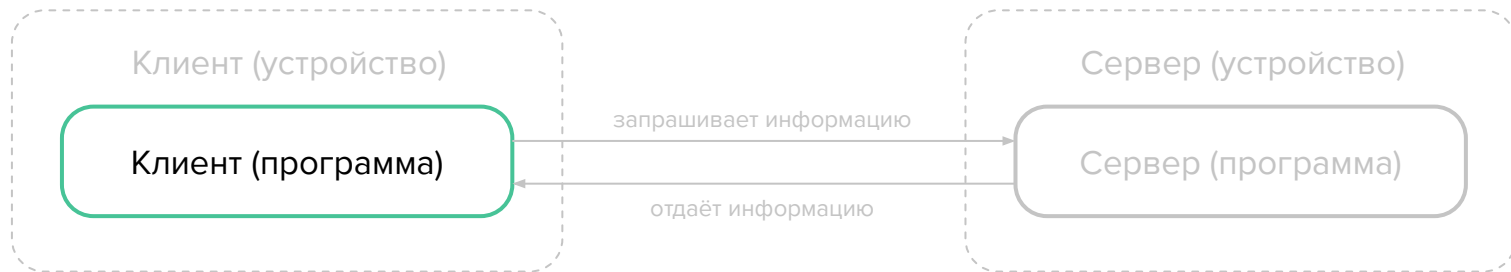 Клиент (устройство)
Сервер (устройство)
запрашивает информацию
Клиент (программа)
Сервер (программа)
отдаёт информацию